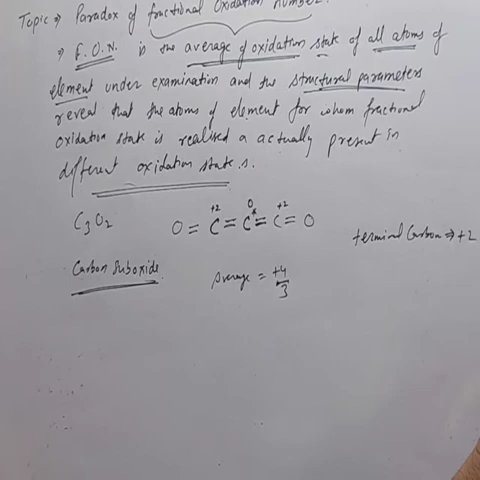 Topic ⇒ Paradox of fractional Oxidation number.
⇒ F.O.N. is the average of oxidation state of all atoms of
element under examination and the structural parameters
reveal that the atoms of element for whom fractional
oxidation state is realised a actually present in
different oxidation state.s.
+2 0 +2
C3O2 O = C = C* = C = O
terminal Carbon ⇒ +2
Carbon Suboxide. Average = +4/3